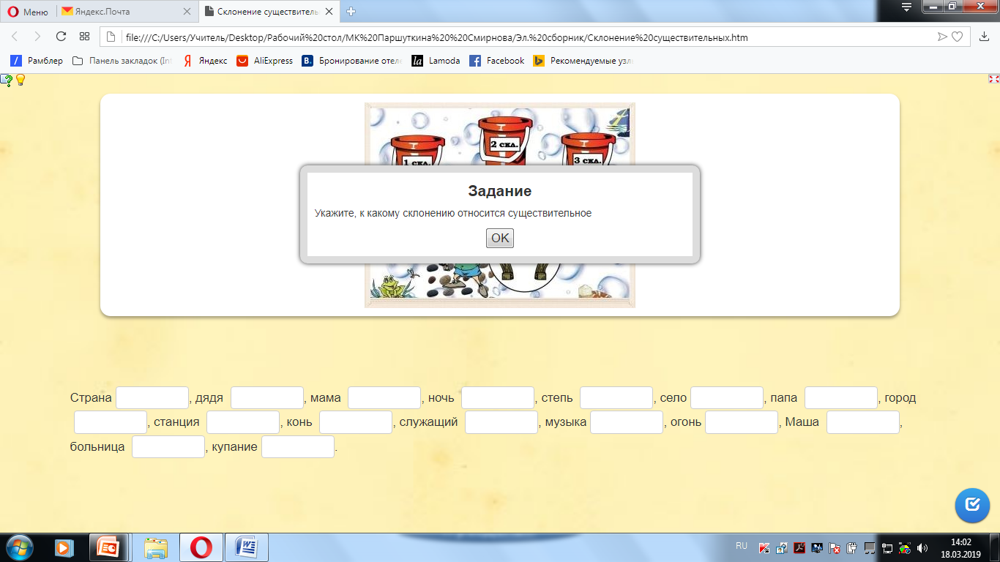 Меню
Яндекс.Почта
Склонение существитель
file:///C:/Users/Учитель/Desktop/Рабочий%20стол/МК%20Паршуткина%20%20Смирнова/Эл.%20сборник/Склонение%20существительных.htm
Рамблер Панель закладок (Int Яндекс AliExpress Бронирование отеле Lamoda Facebook Рекомендуемые узл
1 скл.
2 скл.
3 скл.
Задание
Укажите, к какому склонению относится существительное
OK
Страна , дядя , мама , ночь , степь , село , папа , город
, станция , конь , служащий , музыка , огонь , Маша ,
больница , купание .
RU
14:02
18.03.2019